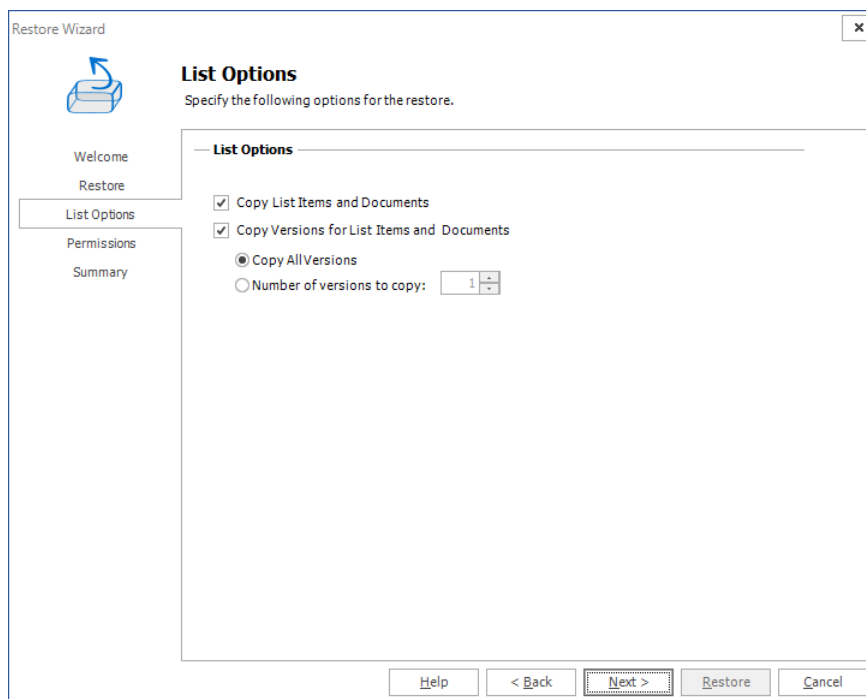 Restore Wizard
List Options
Specify the following options for the restore.
Welcome
Restore
List Options
Permissions
Summary
List Options
Copy List Items and Documents
Copy Versions for List Items and Documents
Copy All Versions
Number of versions to copy: 1
Help < Back Next > Restore Cancel